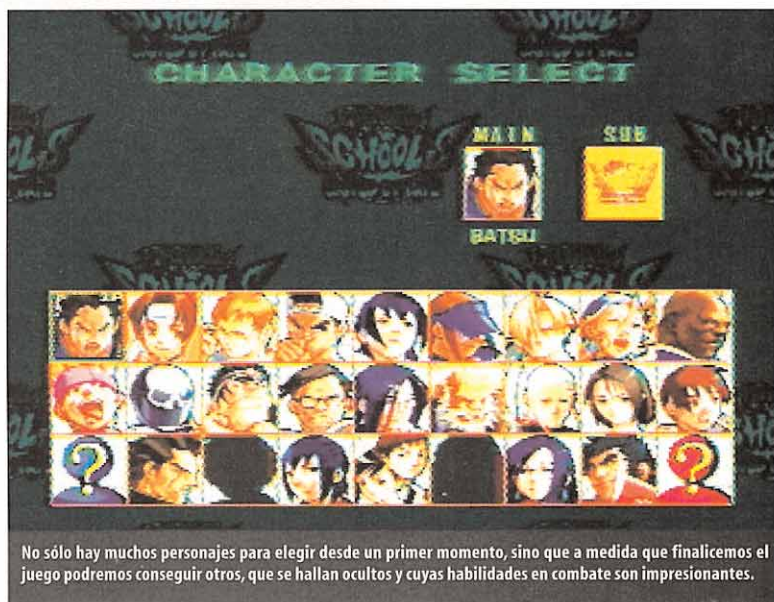 CHARACTER SELECT
MAIN SUB
BATSU
SCHOOLS
? ?
No sólo hay muchos personajes para elegir desde un primer momento, sino que a medida que finalicemos el
juego podremos conseguir otros, que se hallan ocultos y cuyas habilidades en combate son impresionantes.